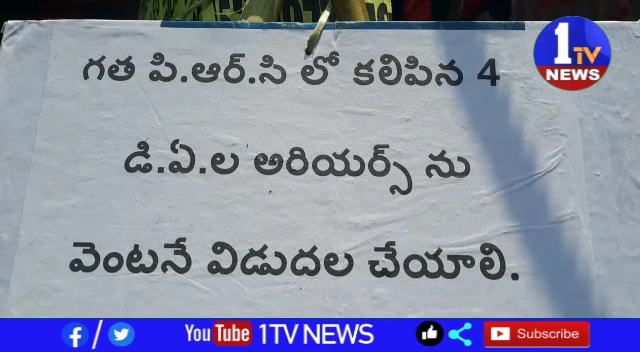 గత పి.ఆర్.సి లో కలిపిన 4
డి.ఏ.ల అరియర్స్ ను
వెంటనే విడుదల చేయాలి.
1TV
NEWS
f / YouTube 1TV NEWS Subscribe